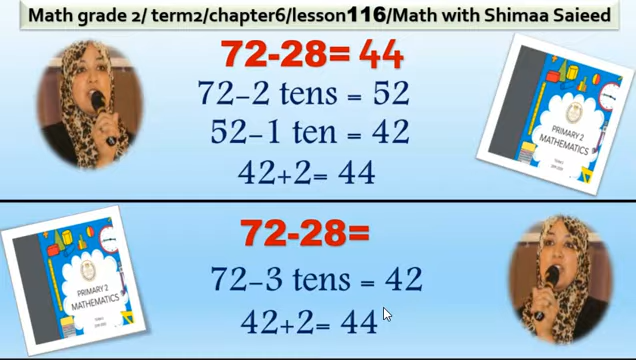 Math grade 2/ term2/chapter6/lesson116/Math with Shimaa Saieed
72-28= 44
72-2 tens = 52
52-1 ten = 42
42+2= 44
PRIMARY 2
MATHEMATICS
72-28=
72-3 tens = 42
42+2= 44
PRIMARY 2
MATHEMATICS